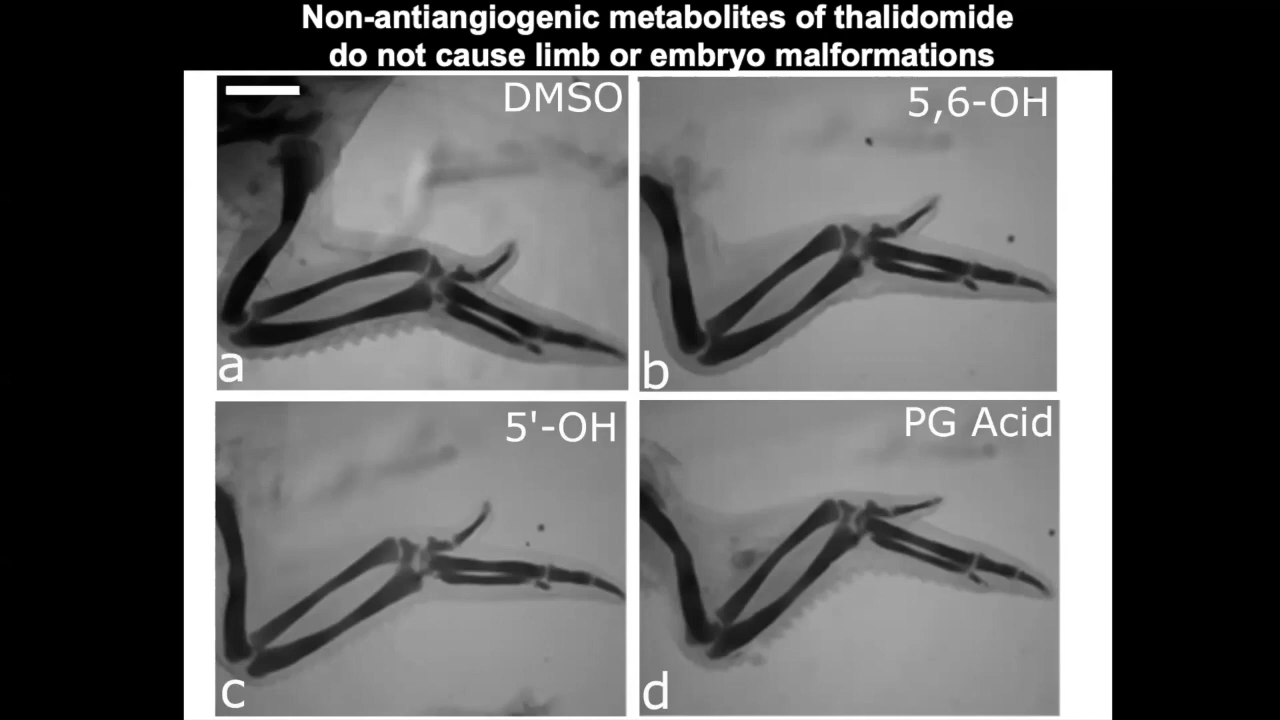 Non-antiangiogenic metabolites of thalidomide
do not cause limb or embryo malformations
DMSO
5,6-OH
a
b
5'-OH
PG Acid
c
d